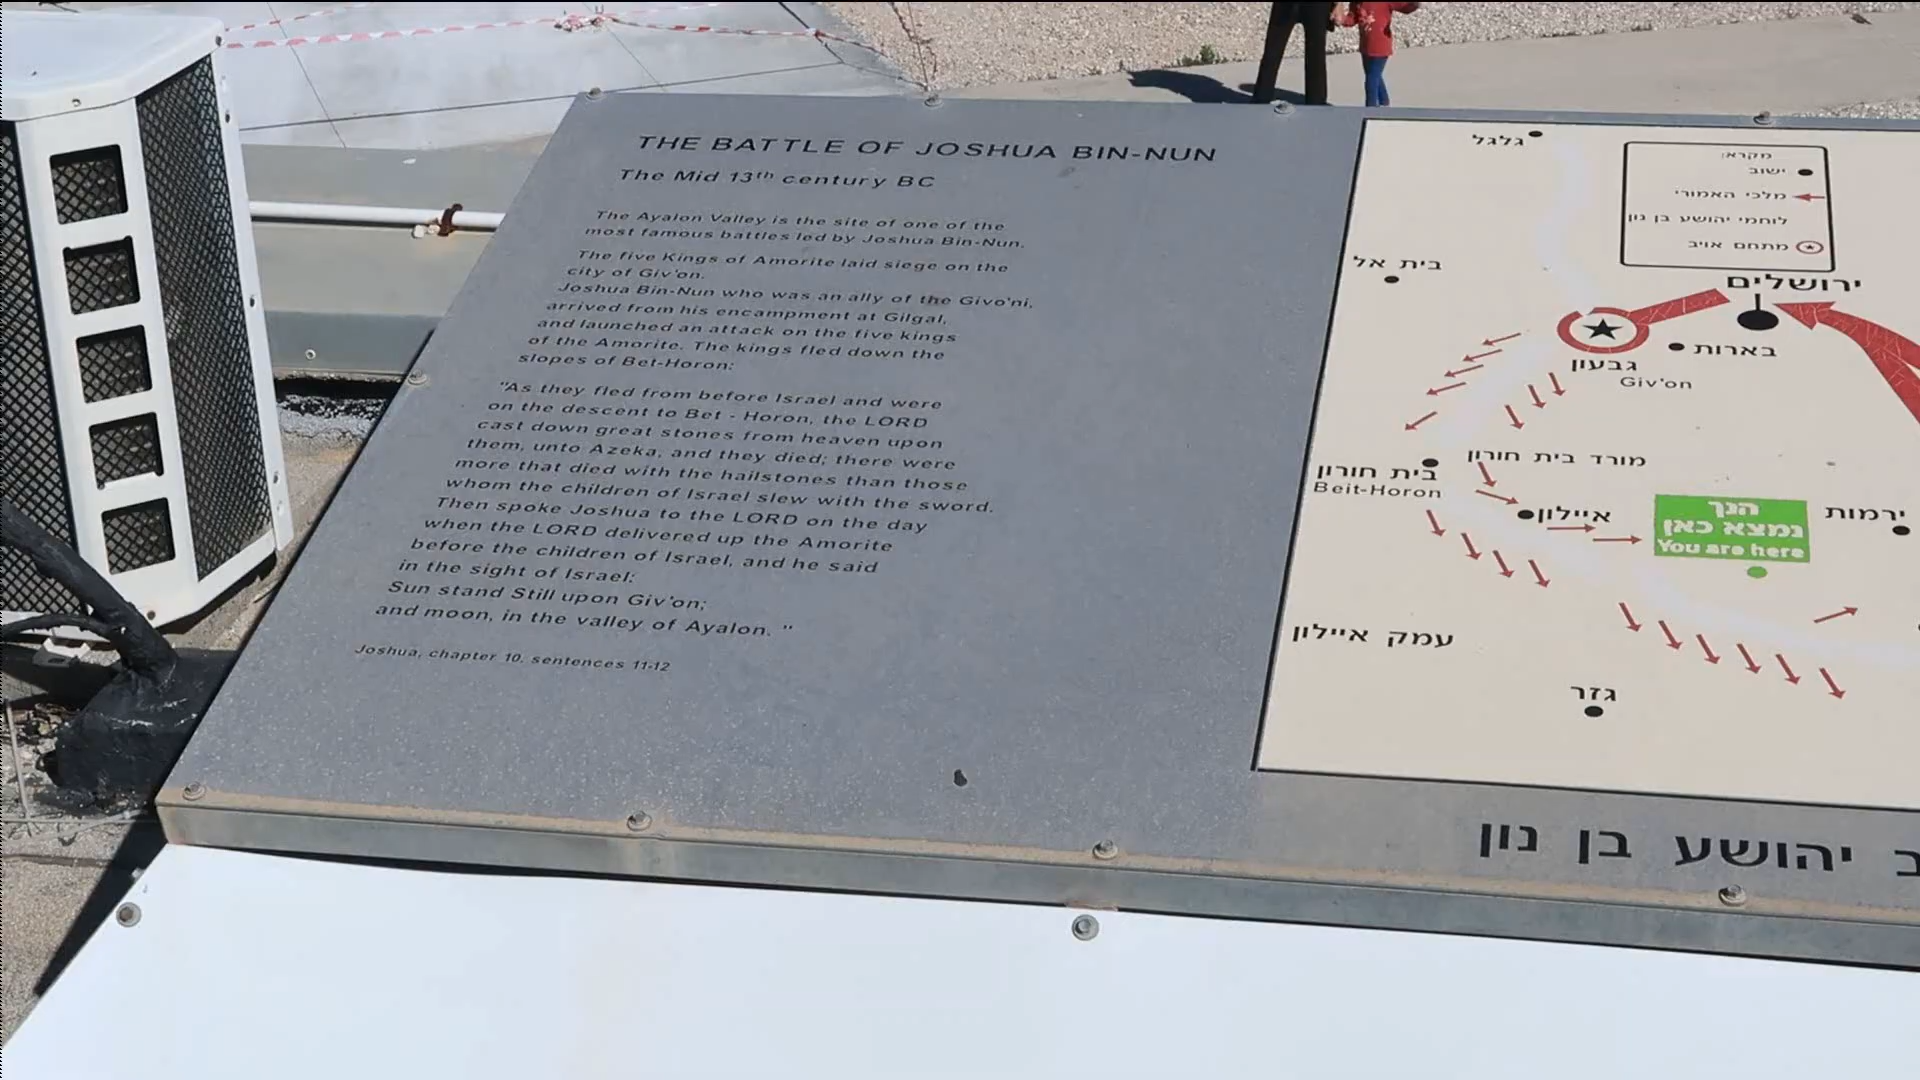 THE BATTLE OF JOSHUA BIN-NUN
The Mid 13th century BC
The Ayalon Valley is the site of one of the
most famous battles led by Joshua Bin-Nun.
The five Kings of Amorite laid siege on the
city of Giv'on.
Joshua Bin-Nun who was an ally of the Givo'ni,
arrived from his encampment at Gilgal,
and launched an attack on the five kings
of the Amorite. The kings fled down the
slopes of Bet-Horon:
"As they fled from before Israel and were
on the descent to Bet - Horon, the LORD
cast down great stones from heaven upon
them, unto Azeka, and they died; there were
more that died with the hailstones than those
whom the children of Israel slew with the sword.
Then spoke Joshua to the LORD on the day
when the LORD delivered up the Amorite
before the children of Israel, and he said
in the sight of Israel:
Sun stand Still upon Giv'on;
and moon, in the valley of Ayalon. "
Joshua, chapter 10, sentences 11-12
גלגל
מקרא:
ישוב
מלכי האמורי
לוחמי יהושע בן נון
מתחם אויב
בית אל
ירושלים
בארות
גבעון
Giv'on
מורד בית חורון
בית חורון
Beit-Horon
איילון
הנך
נמצא כאן
You are here
ירמות
עמק איילון
גזר
ב יהושע בן נון